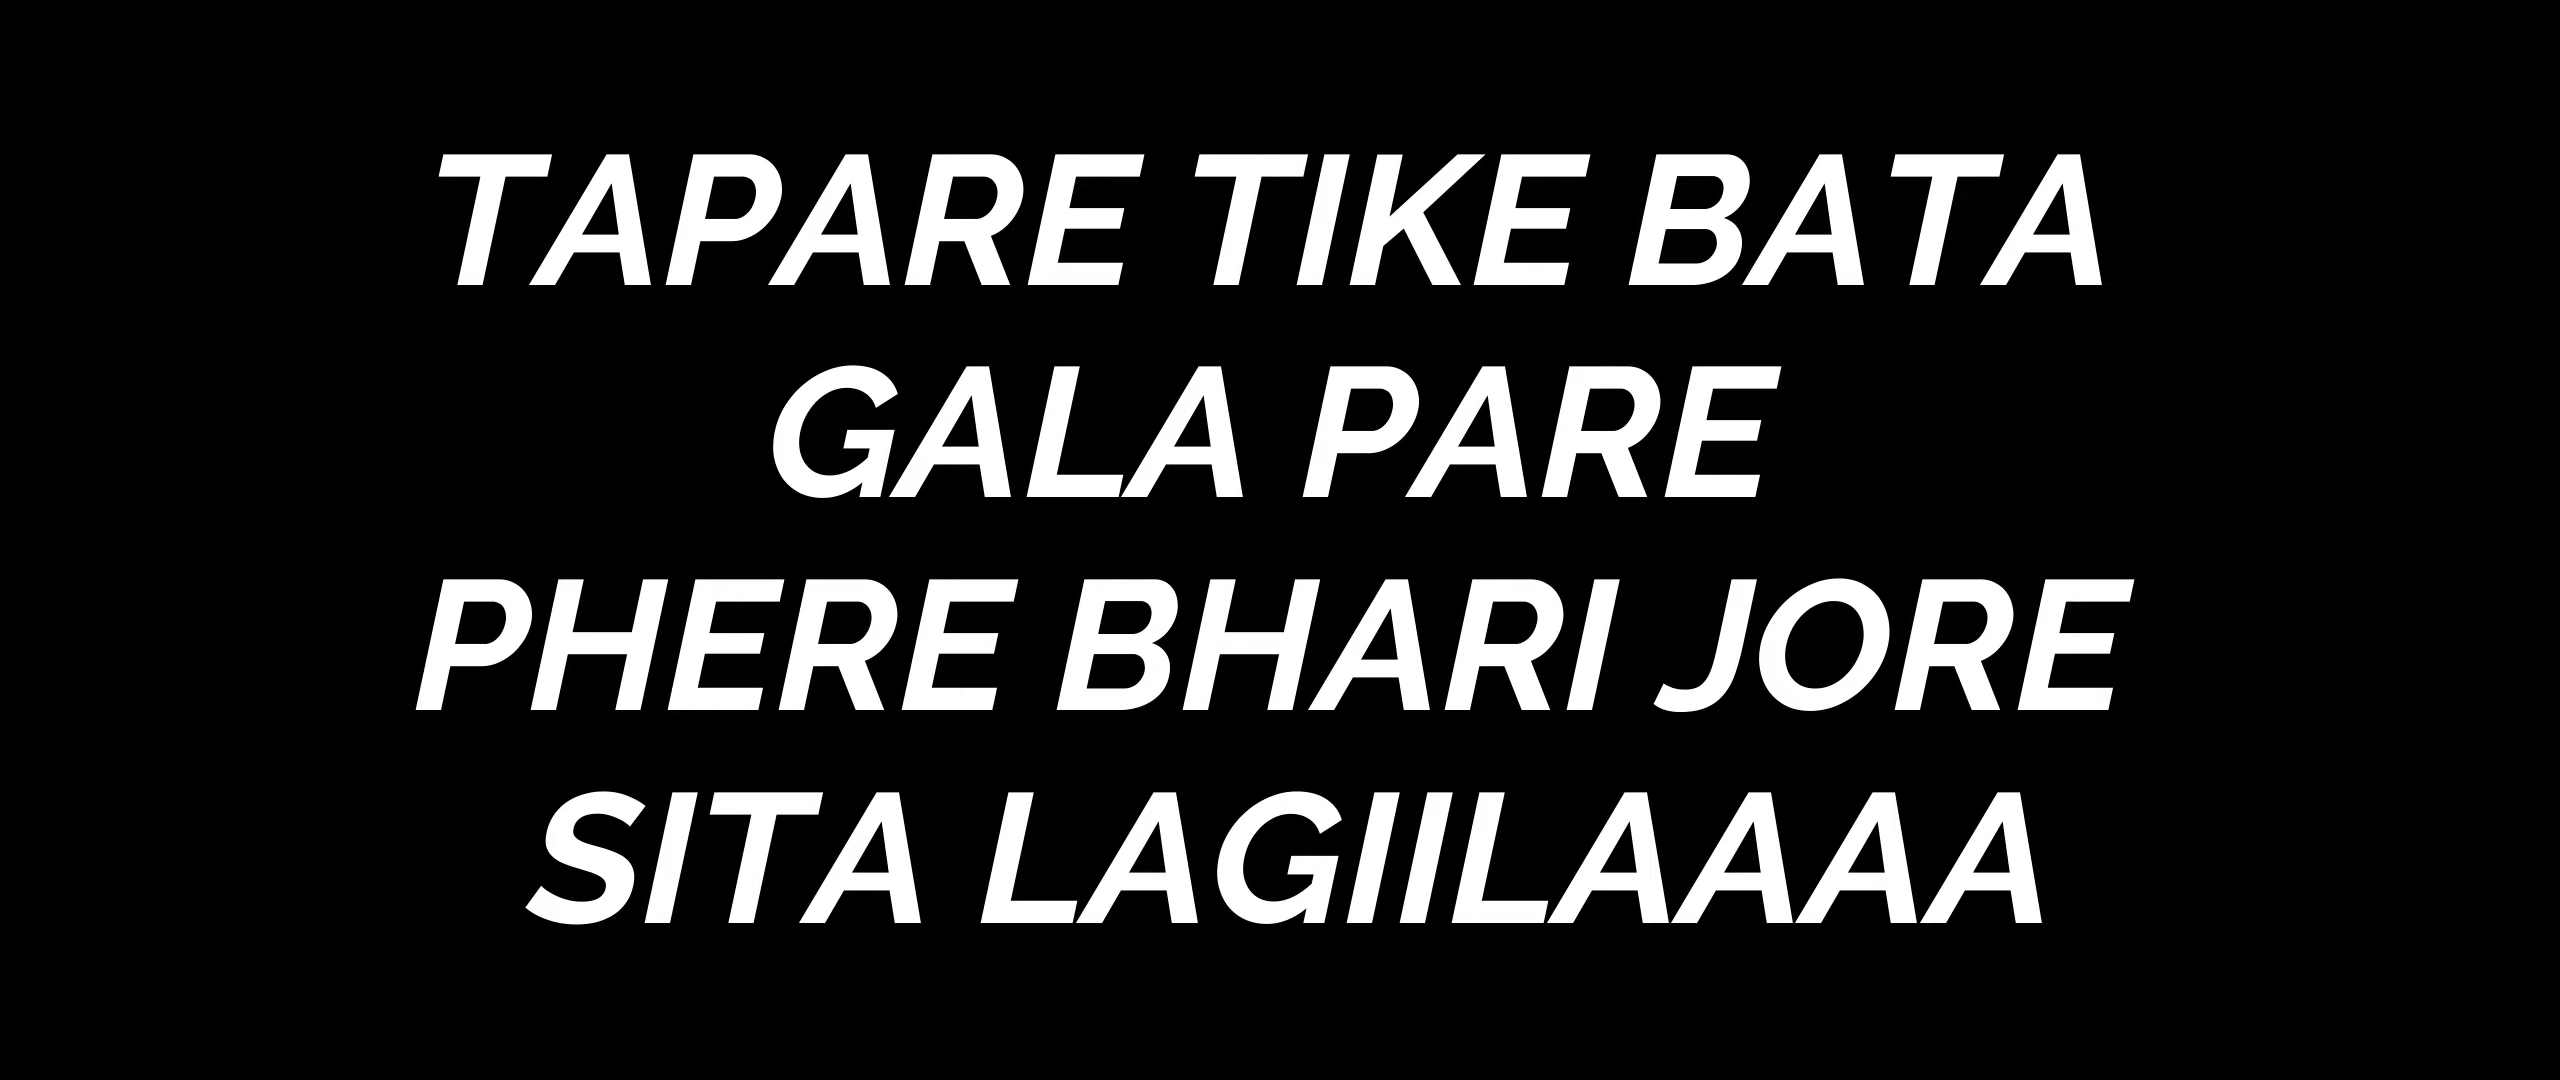 TAPARE TIKE BATA
GALA PARE
PHERE BHARI JORE
SITA LAGIILAAAA